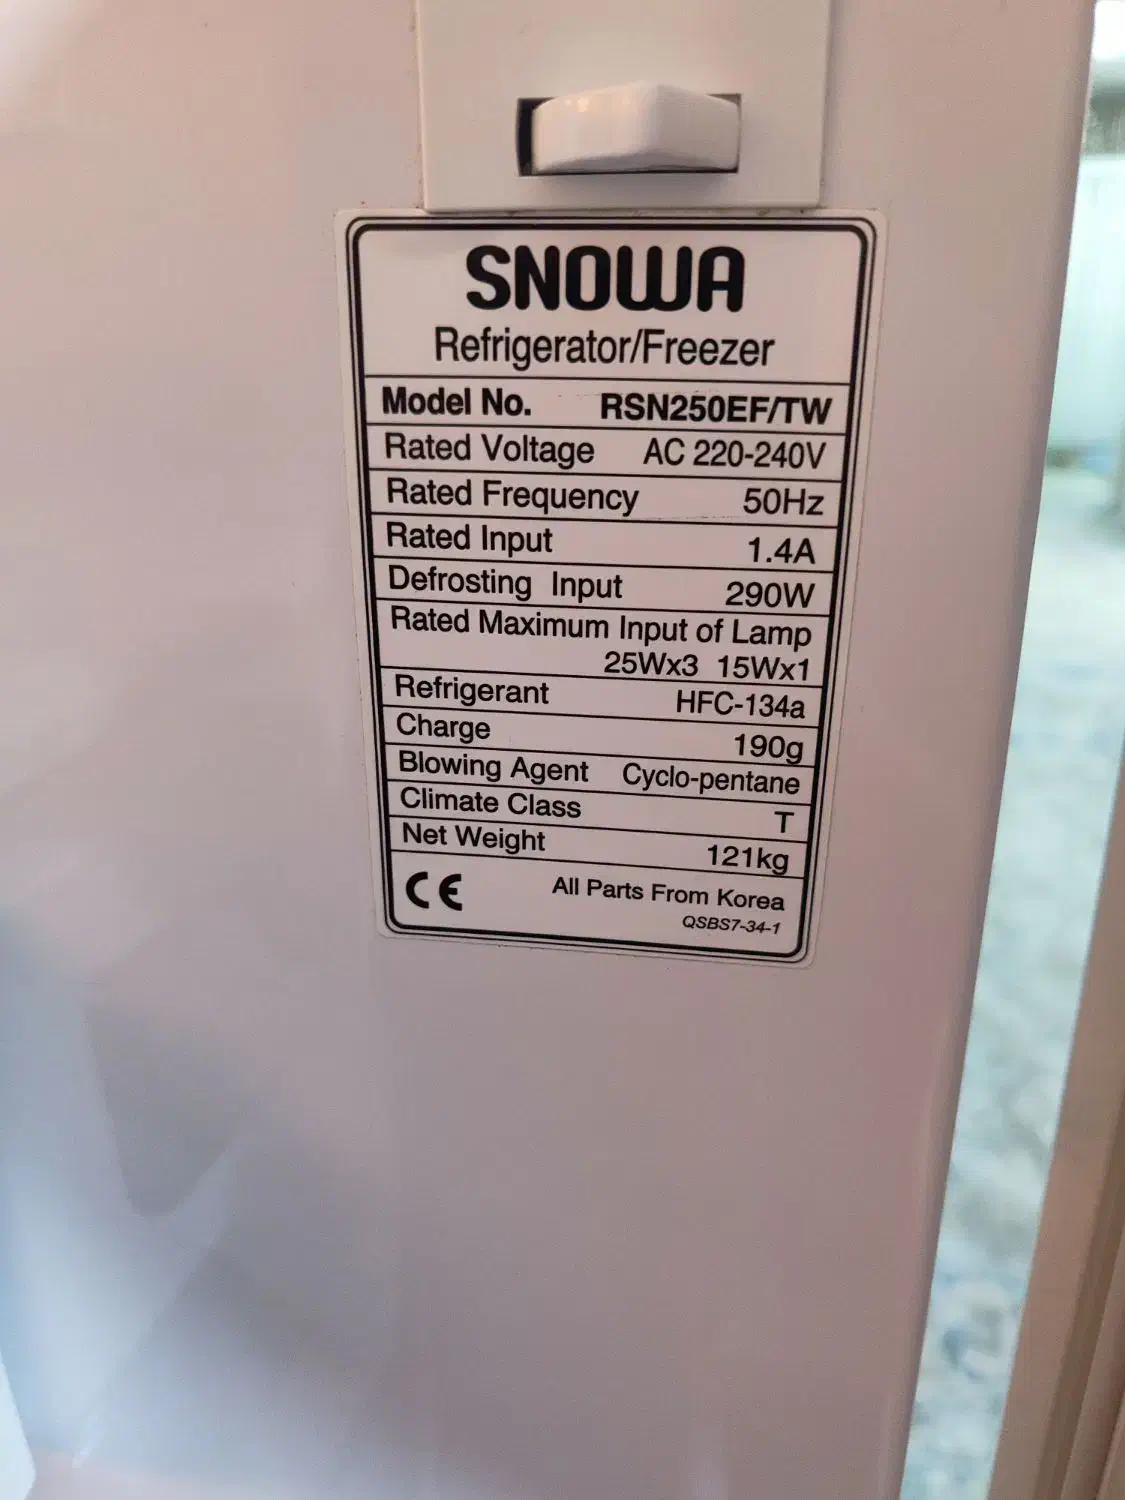 SNOWA
Refrigerator/Freezer
Model No. RSN250EF/TW
Rated Voltage AC 220-240V
Rated Frequency 50Hz
Rated Input 1.4A
Defrosting Input 290W
Rated Maximum Input of Lamp
25Wx3 15Wx1
Refrigerant HFC-134a
Charge 190g
Blowing Agent Cyclo-pentane
Climate Class T
Net Weight 121kg
CE All Parts From Korea
QSBS7-34-1